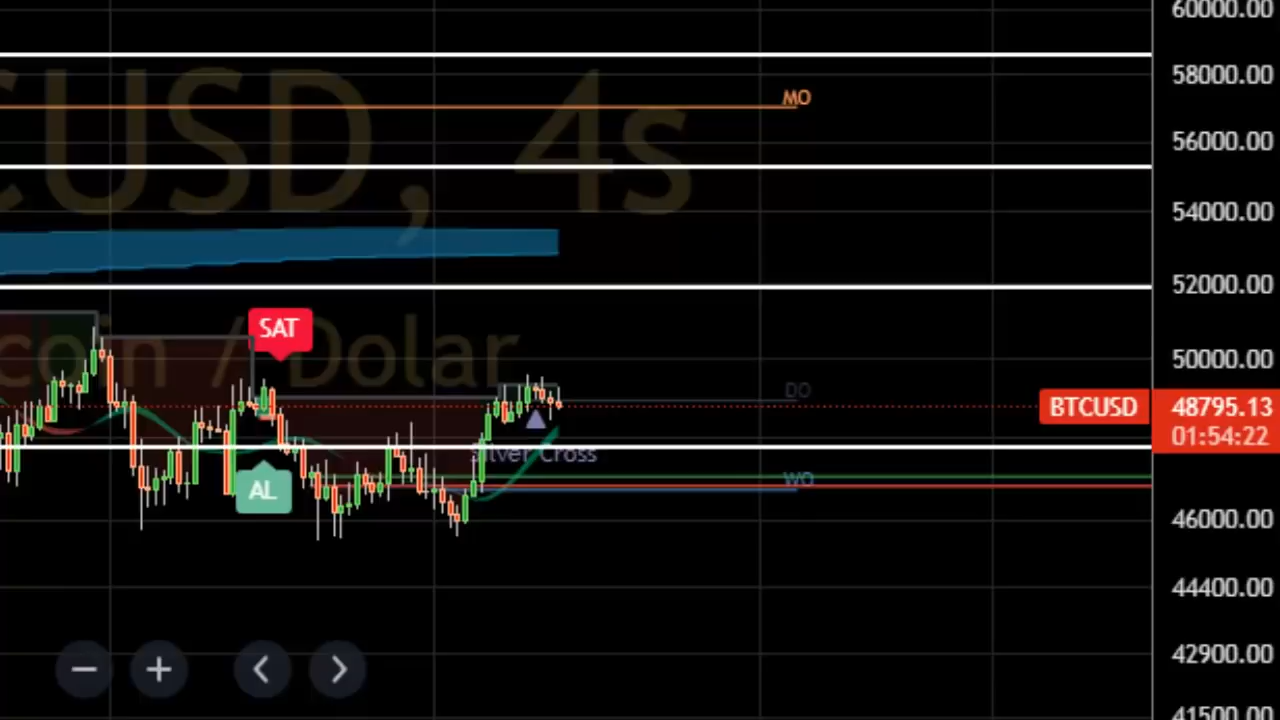 60000.00
58000.00
MO
56000.00
CUSD, 4s
54000.00
52000.00
SAT
coin / Dolar
50000.00
DO
BTCUSD 48795.13
01:54:22
Silver Cross
WO
AL
46000.00
44400.00
42900.00
41500.00